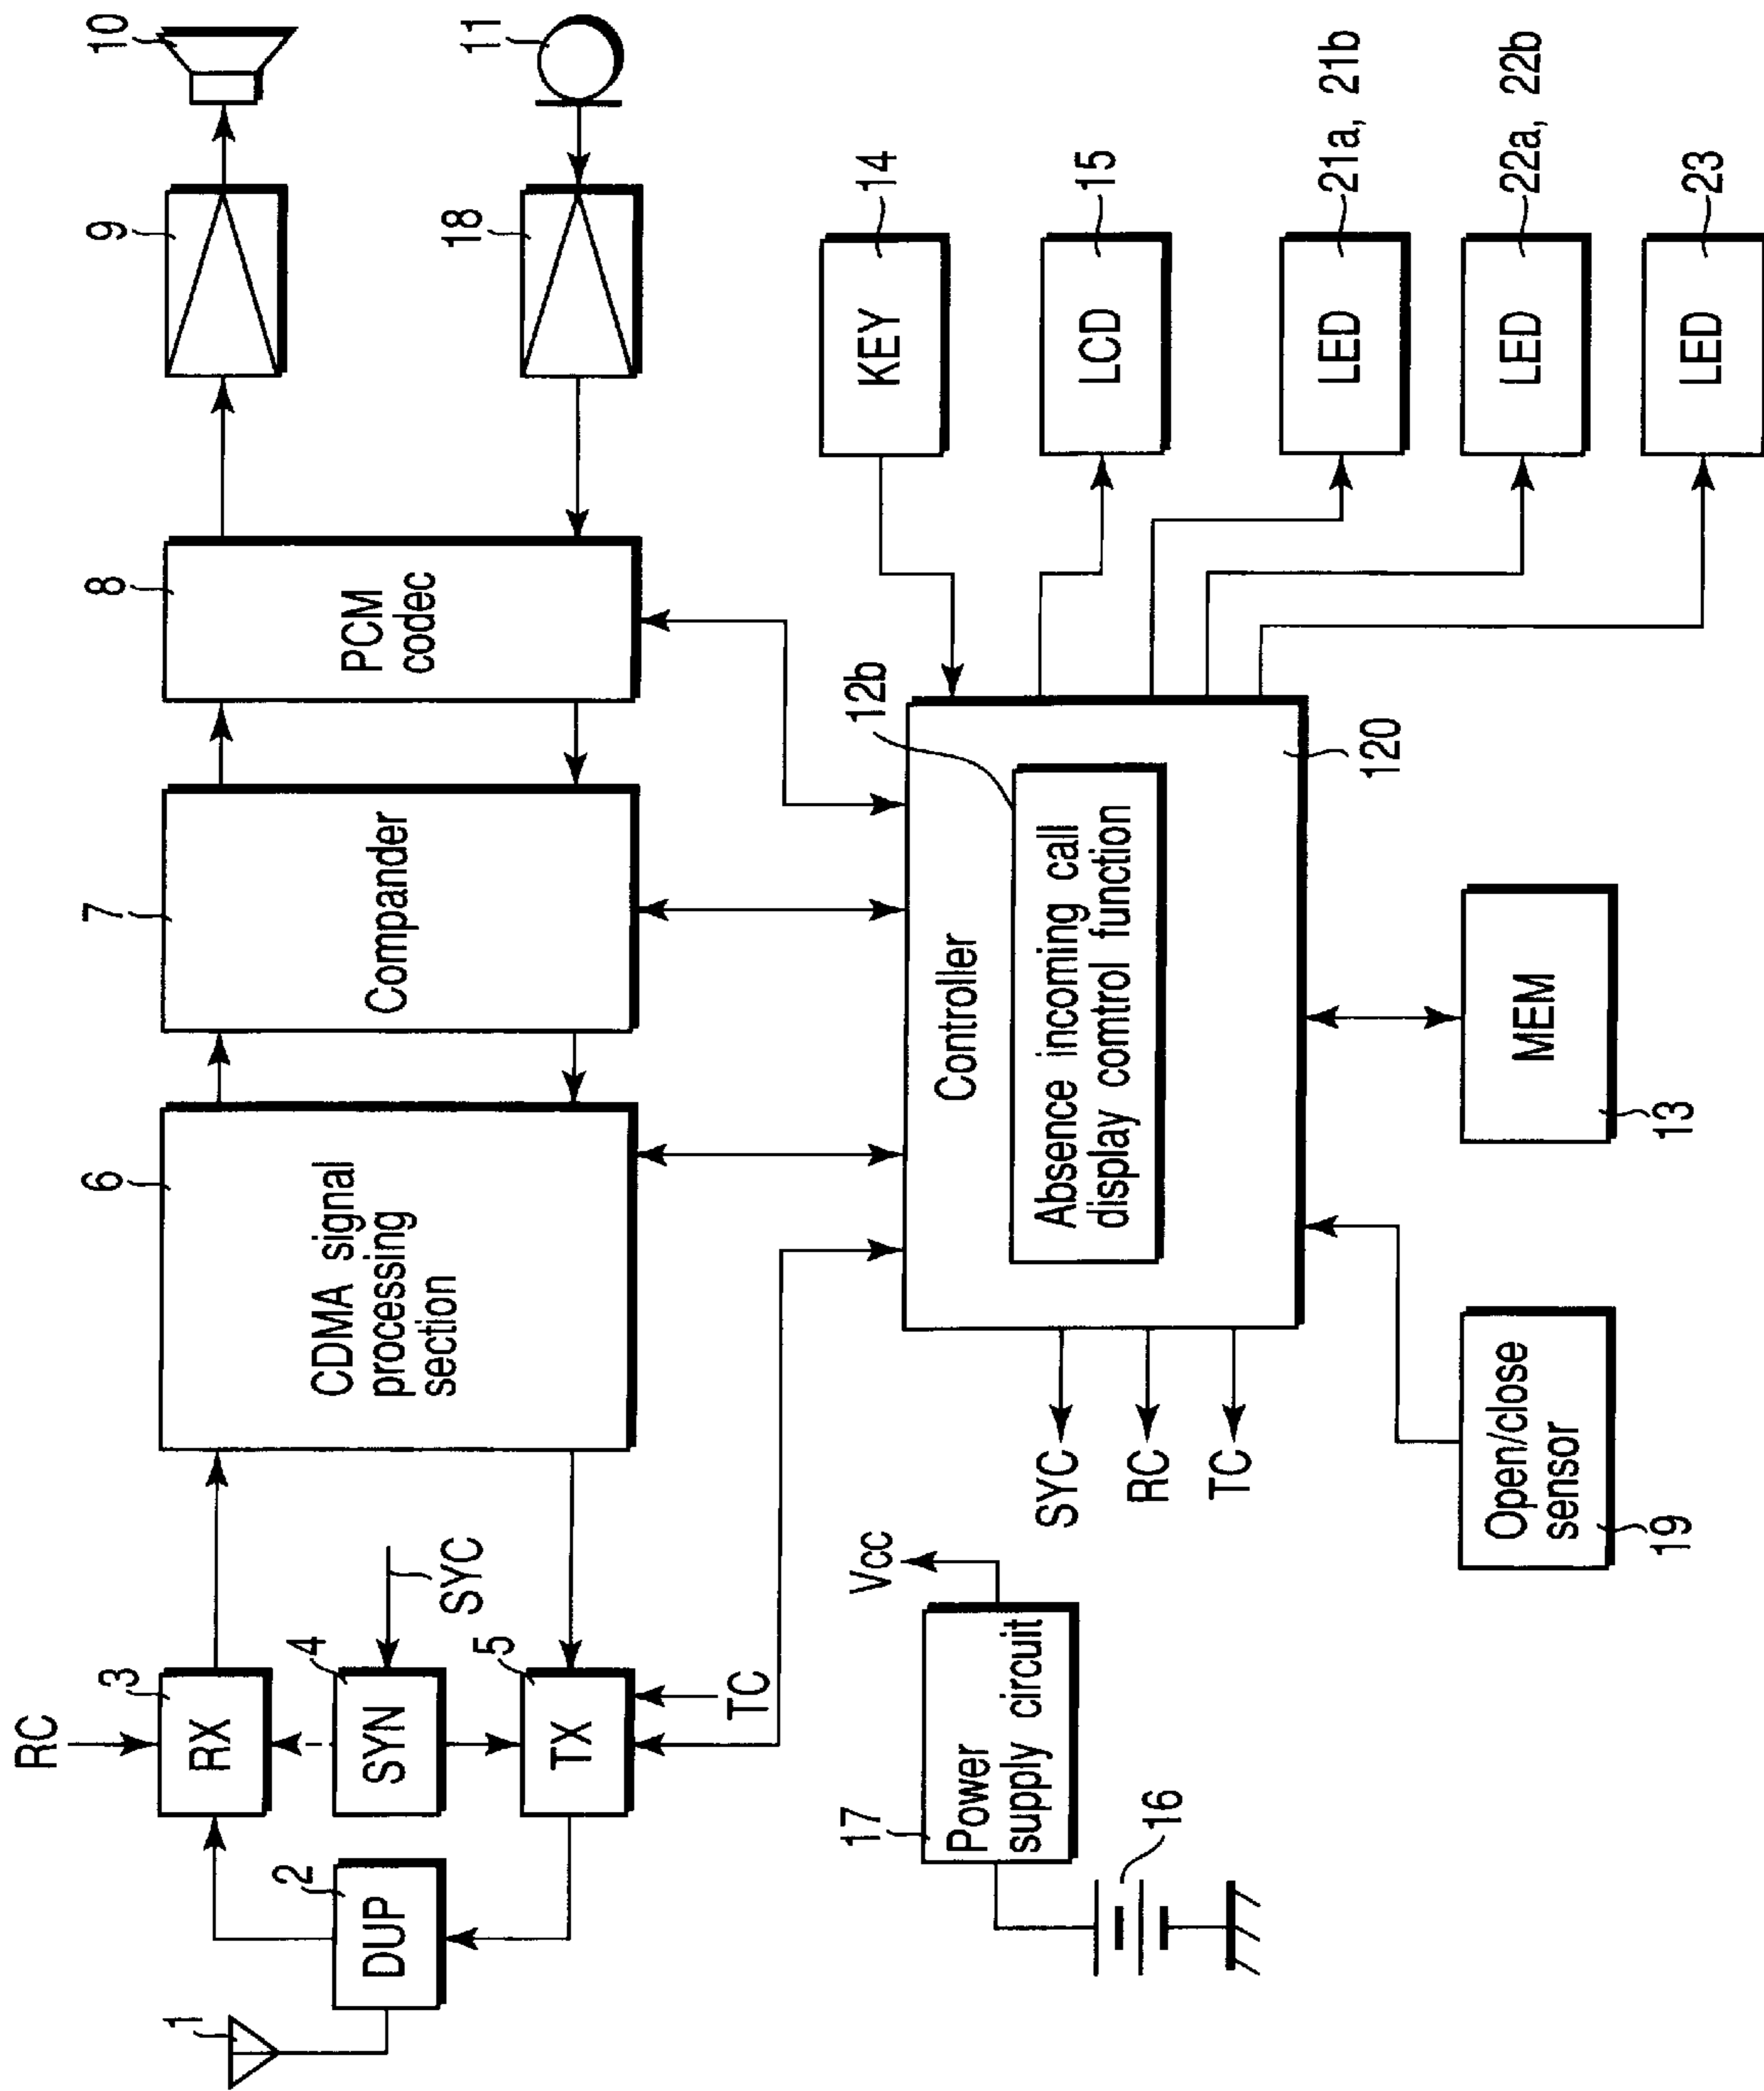 1
DUP
2
RC
RX
3
SYN
4
SYC
TX
5
TC
CDMA signal
processing
section
6
Compander
7
PCM
codec
8
9
10
18
11
KEY
14
LCD
15
LED
21a, 21b
LED
22a, 22b
LED
23
Controller
Absence incoming call
display comtrol function
12b
120
SYC
RC
TC
Vcc
Power
supply circuit
17
16
Open/close
sensor
19
MEM
13